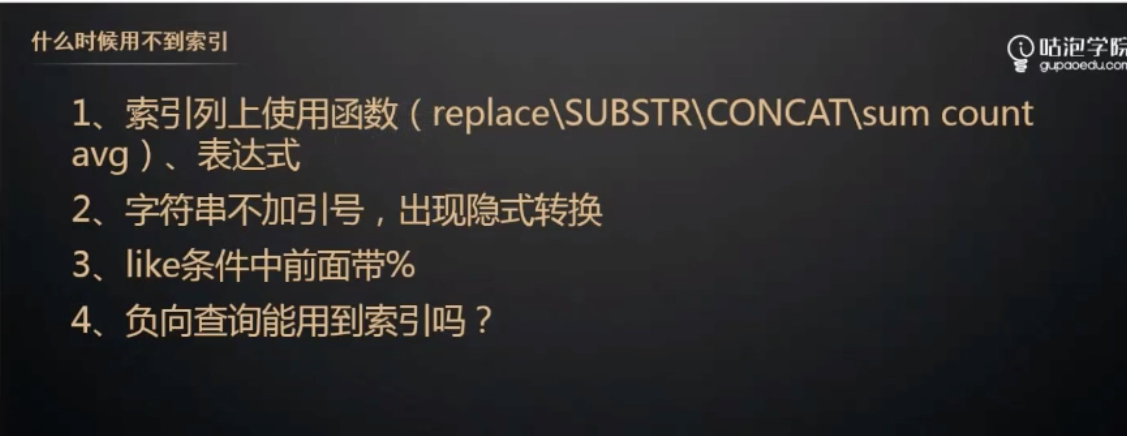 什么时候用不到索引
咕泡学院
gupaoedu.com
1、索引列上使用函数（replace\SUBSTR\CONCAT\sum count
avg）、表达式
2、字符串不加引号，出现隐式转换
3、like条件中前面带%
4、负向查询能用到索引吗？